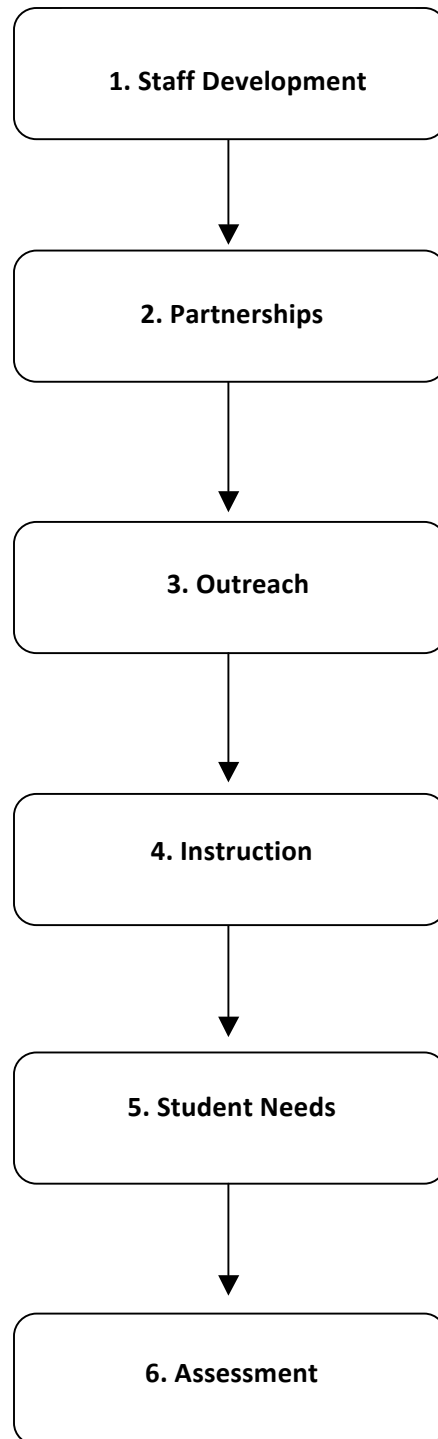 1. Staff Development
2. Partnerships
3. Outreach
4. Instruction
5. Student Needs
6. Assessment